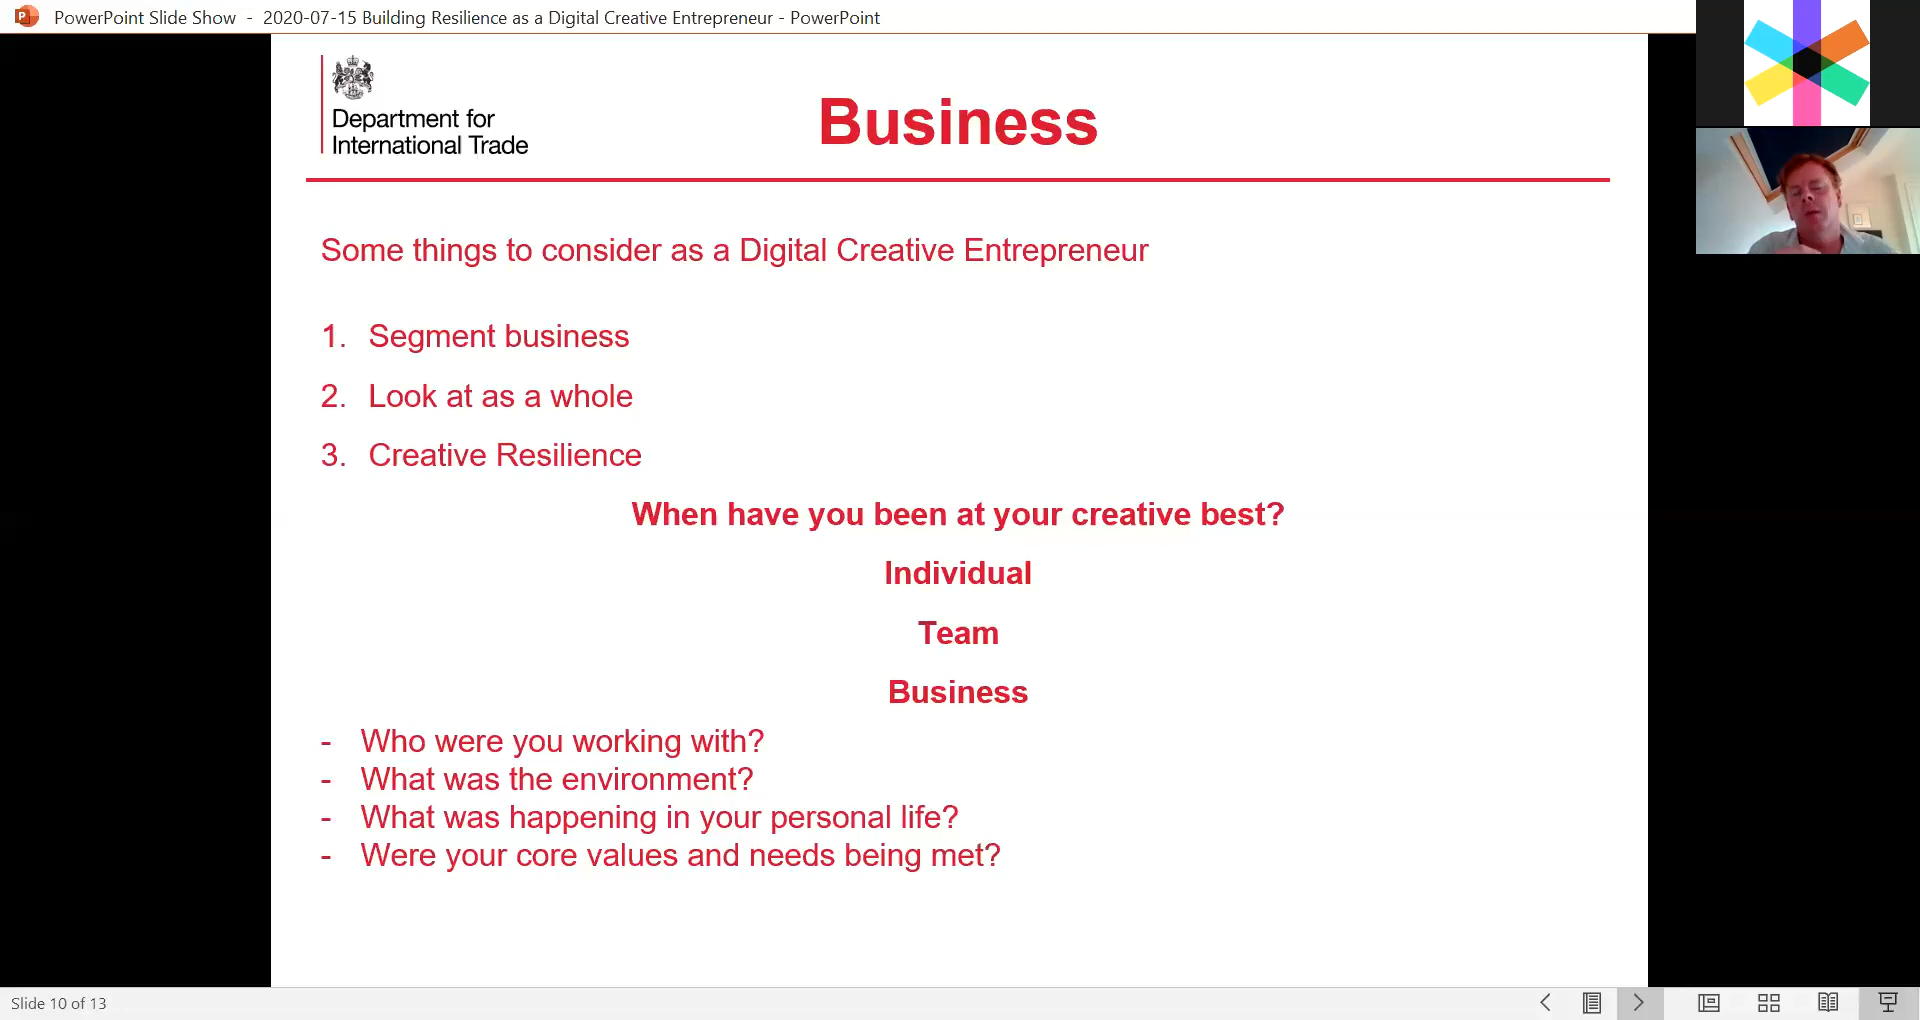 PowerPoint Slide Show - 2020-07-15 Building Resilience as a Digital Creative Entrepreneur - PowerPoint
Department for
International Trade
Business
Some things to consider as a Digital Creative Entrepreneur
1. Segment business
2. Look at as a whole
3. Creative Resilience
When have you been at your creative best?
Individual
Team
Business
- Who were you working with?
- What was the environment?
- What was happening in your personal life?
- Were your core values and needs being met?
Slide 10 of 13